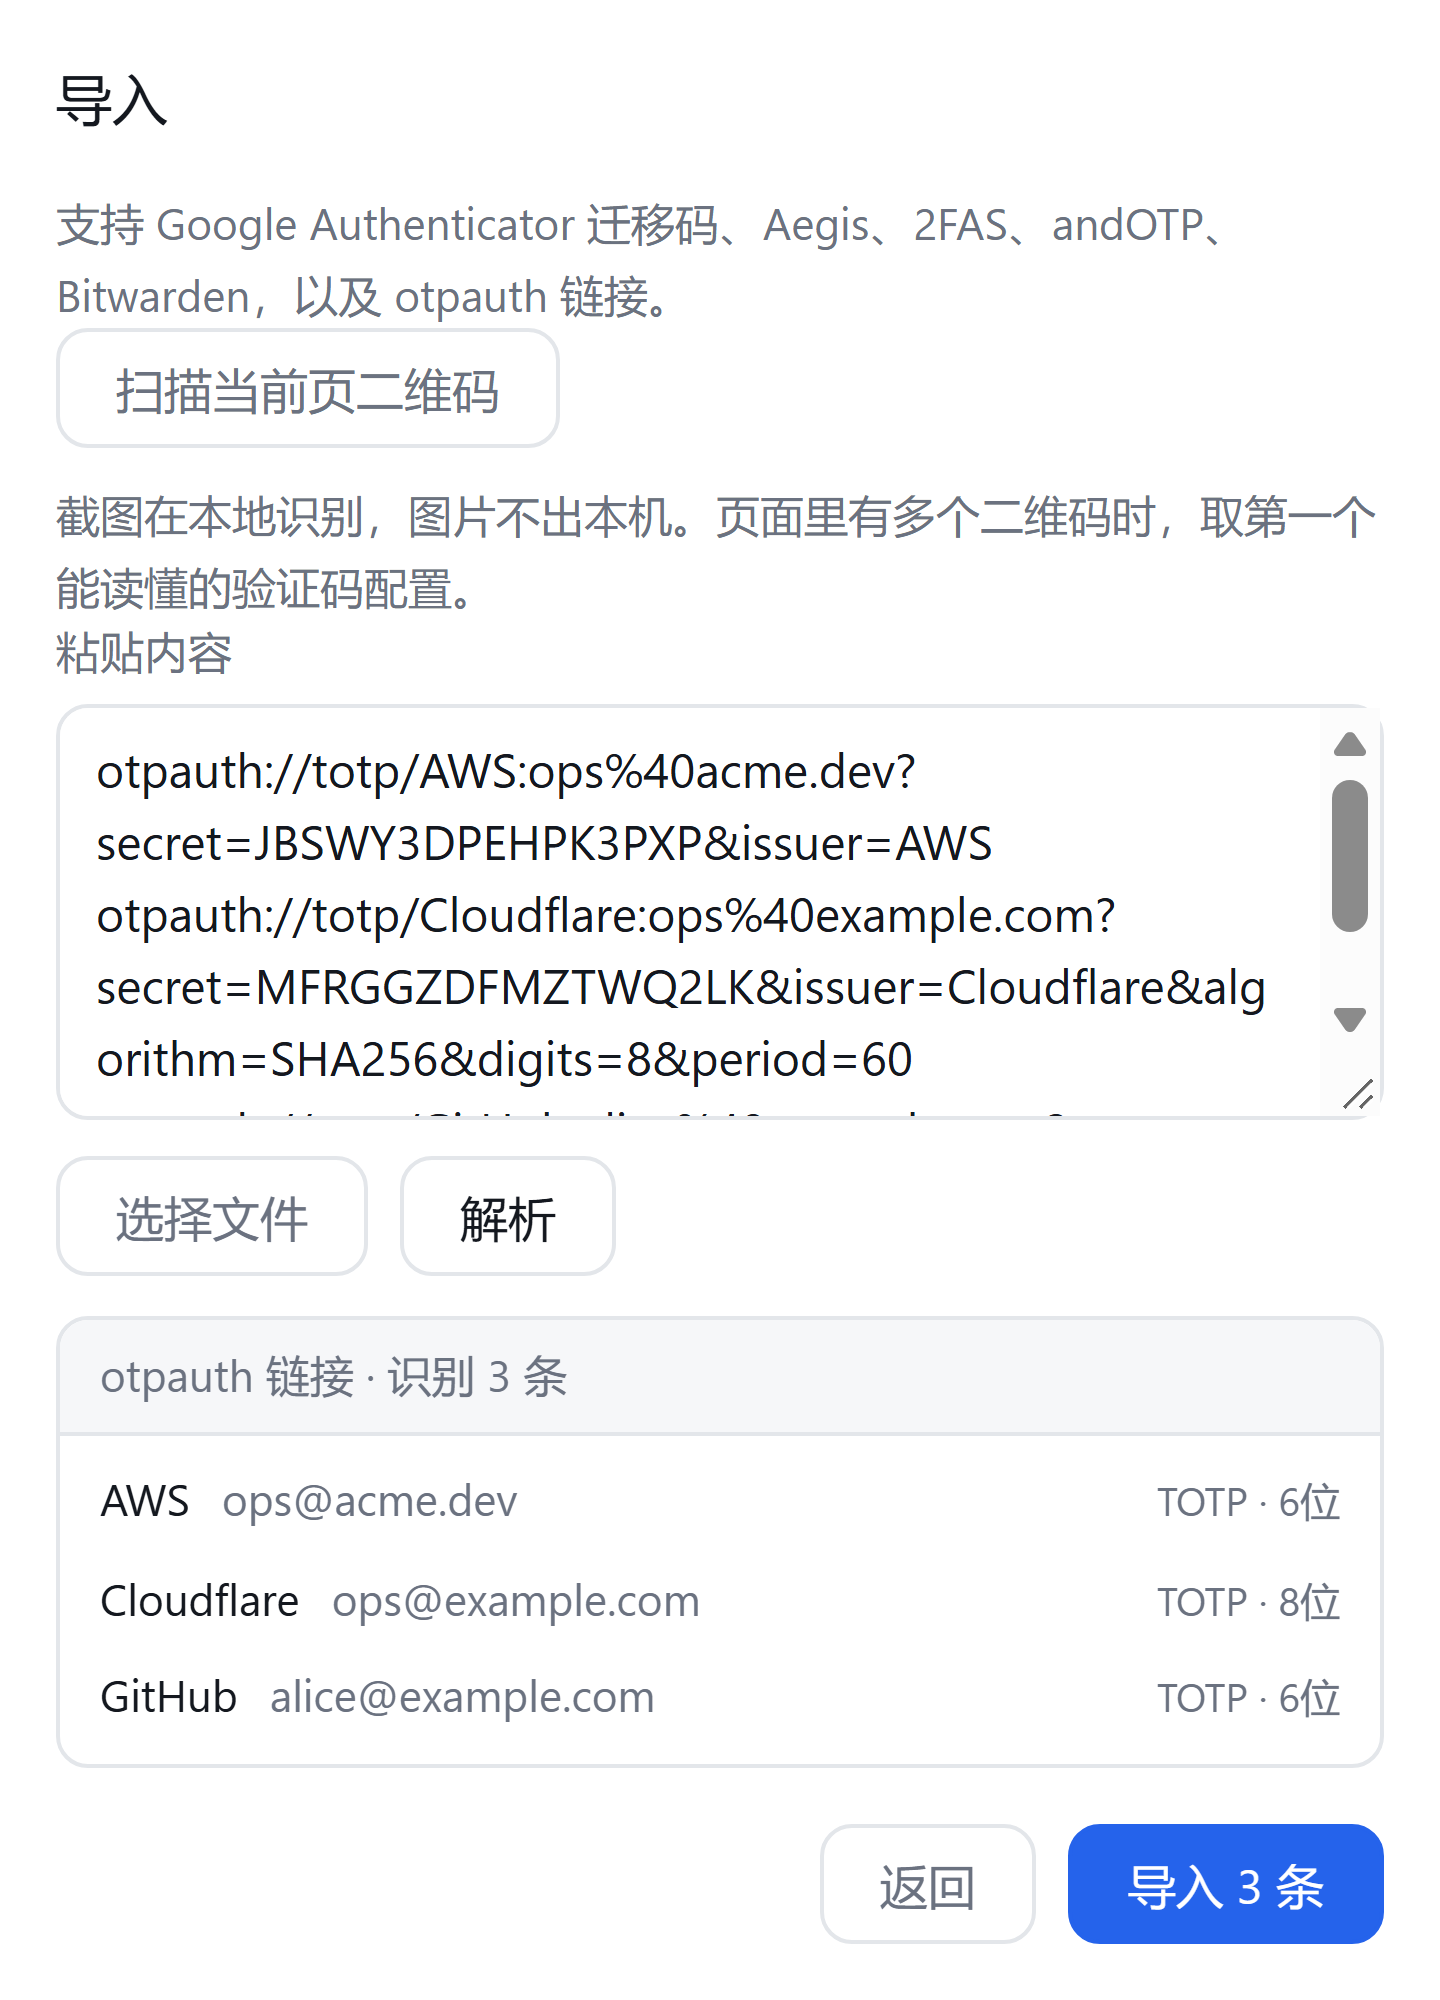 导入
支持 Google Authenticator 迁移码、Aegis、2FAS、andOTP、
Bitwarden，以及 otpauth 链接。
扫描当前页二维码
截图在本地识别，图片不出本机。页面里有多个二维码时，取第一个
能读懂的验证码配置。
粘贴内容
otpauth://totp/AWS:ops%40acme.dev?
secret=JBSWY3DPEHPK3PXP&issuer=AWS
otpauth://totp/Cloudflare:ops%40example.com?
secret=MFRGGZDFMZTWQ2LK&issuer=Cloudflare&alg
orithm=SHA256&digits=8&period=60
选择文件 解析
otpauth 链接 · 识别 3 条
AWS ops@acme.dev TOTP · 6位
Cloudflare ops@example.com TOTP · 8位
GitHub alice@example.com TOTP · 6位
返回 导入 3 条